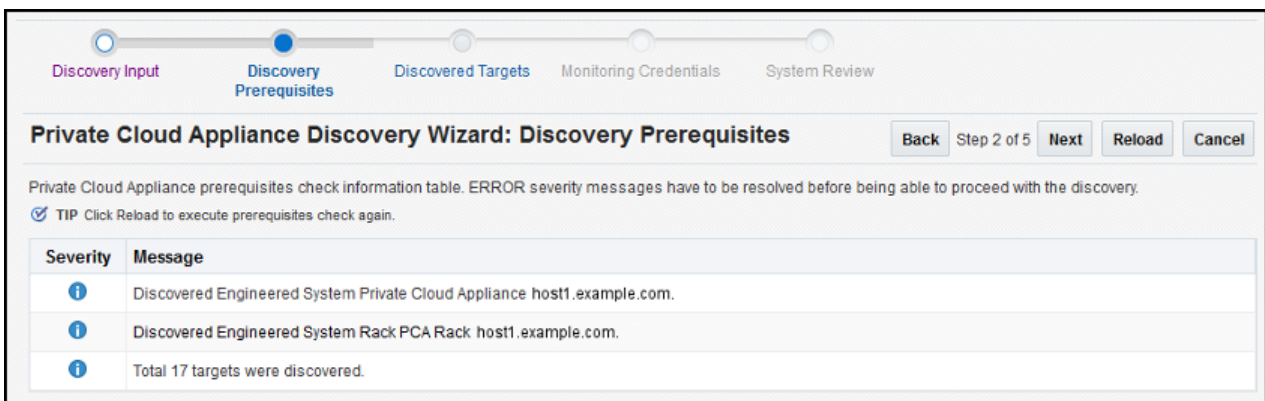 Discovery Input Discovery Discovered Targets Monitoring Credentials System Review
Prerequisites
Private Cloud Appliance Discovery Wizard: Discovery Prerequisites Back Step 2 of 5 Next Reload Cancel
Private Cloud Appliance prerequisites check information table. ERROR severity messages have to be resolved before being able to proceed with the discovery.
TIP Click Reload to execute prerequisites check again.
Severity Message
Discovered Engineered System Private Cloud Appliance host1.example.com.
Discovered Engineered System Rack PCA Rack host1.example.com.
Total 17 targets were discovered.